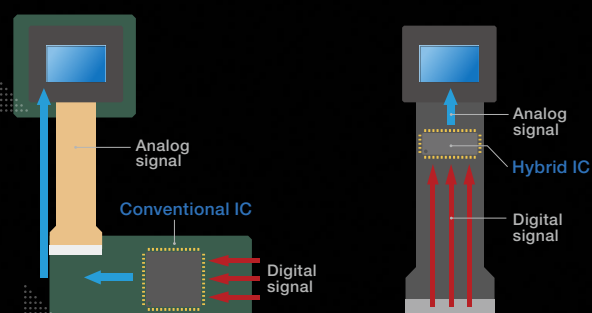 Analog
signal
Conventional IC
Digital
signal
Analog
signal
Hybrid IC
Digital
signal